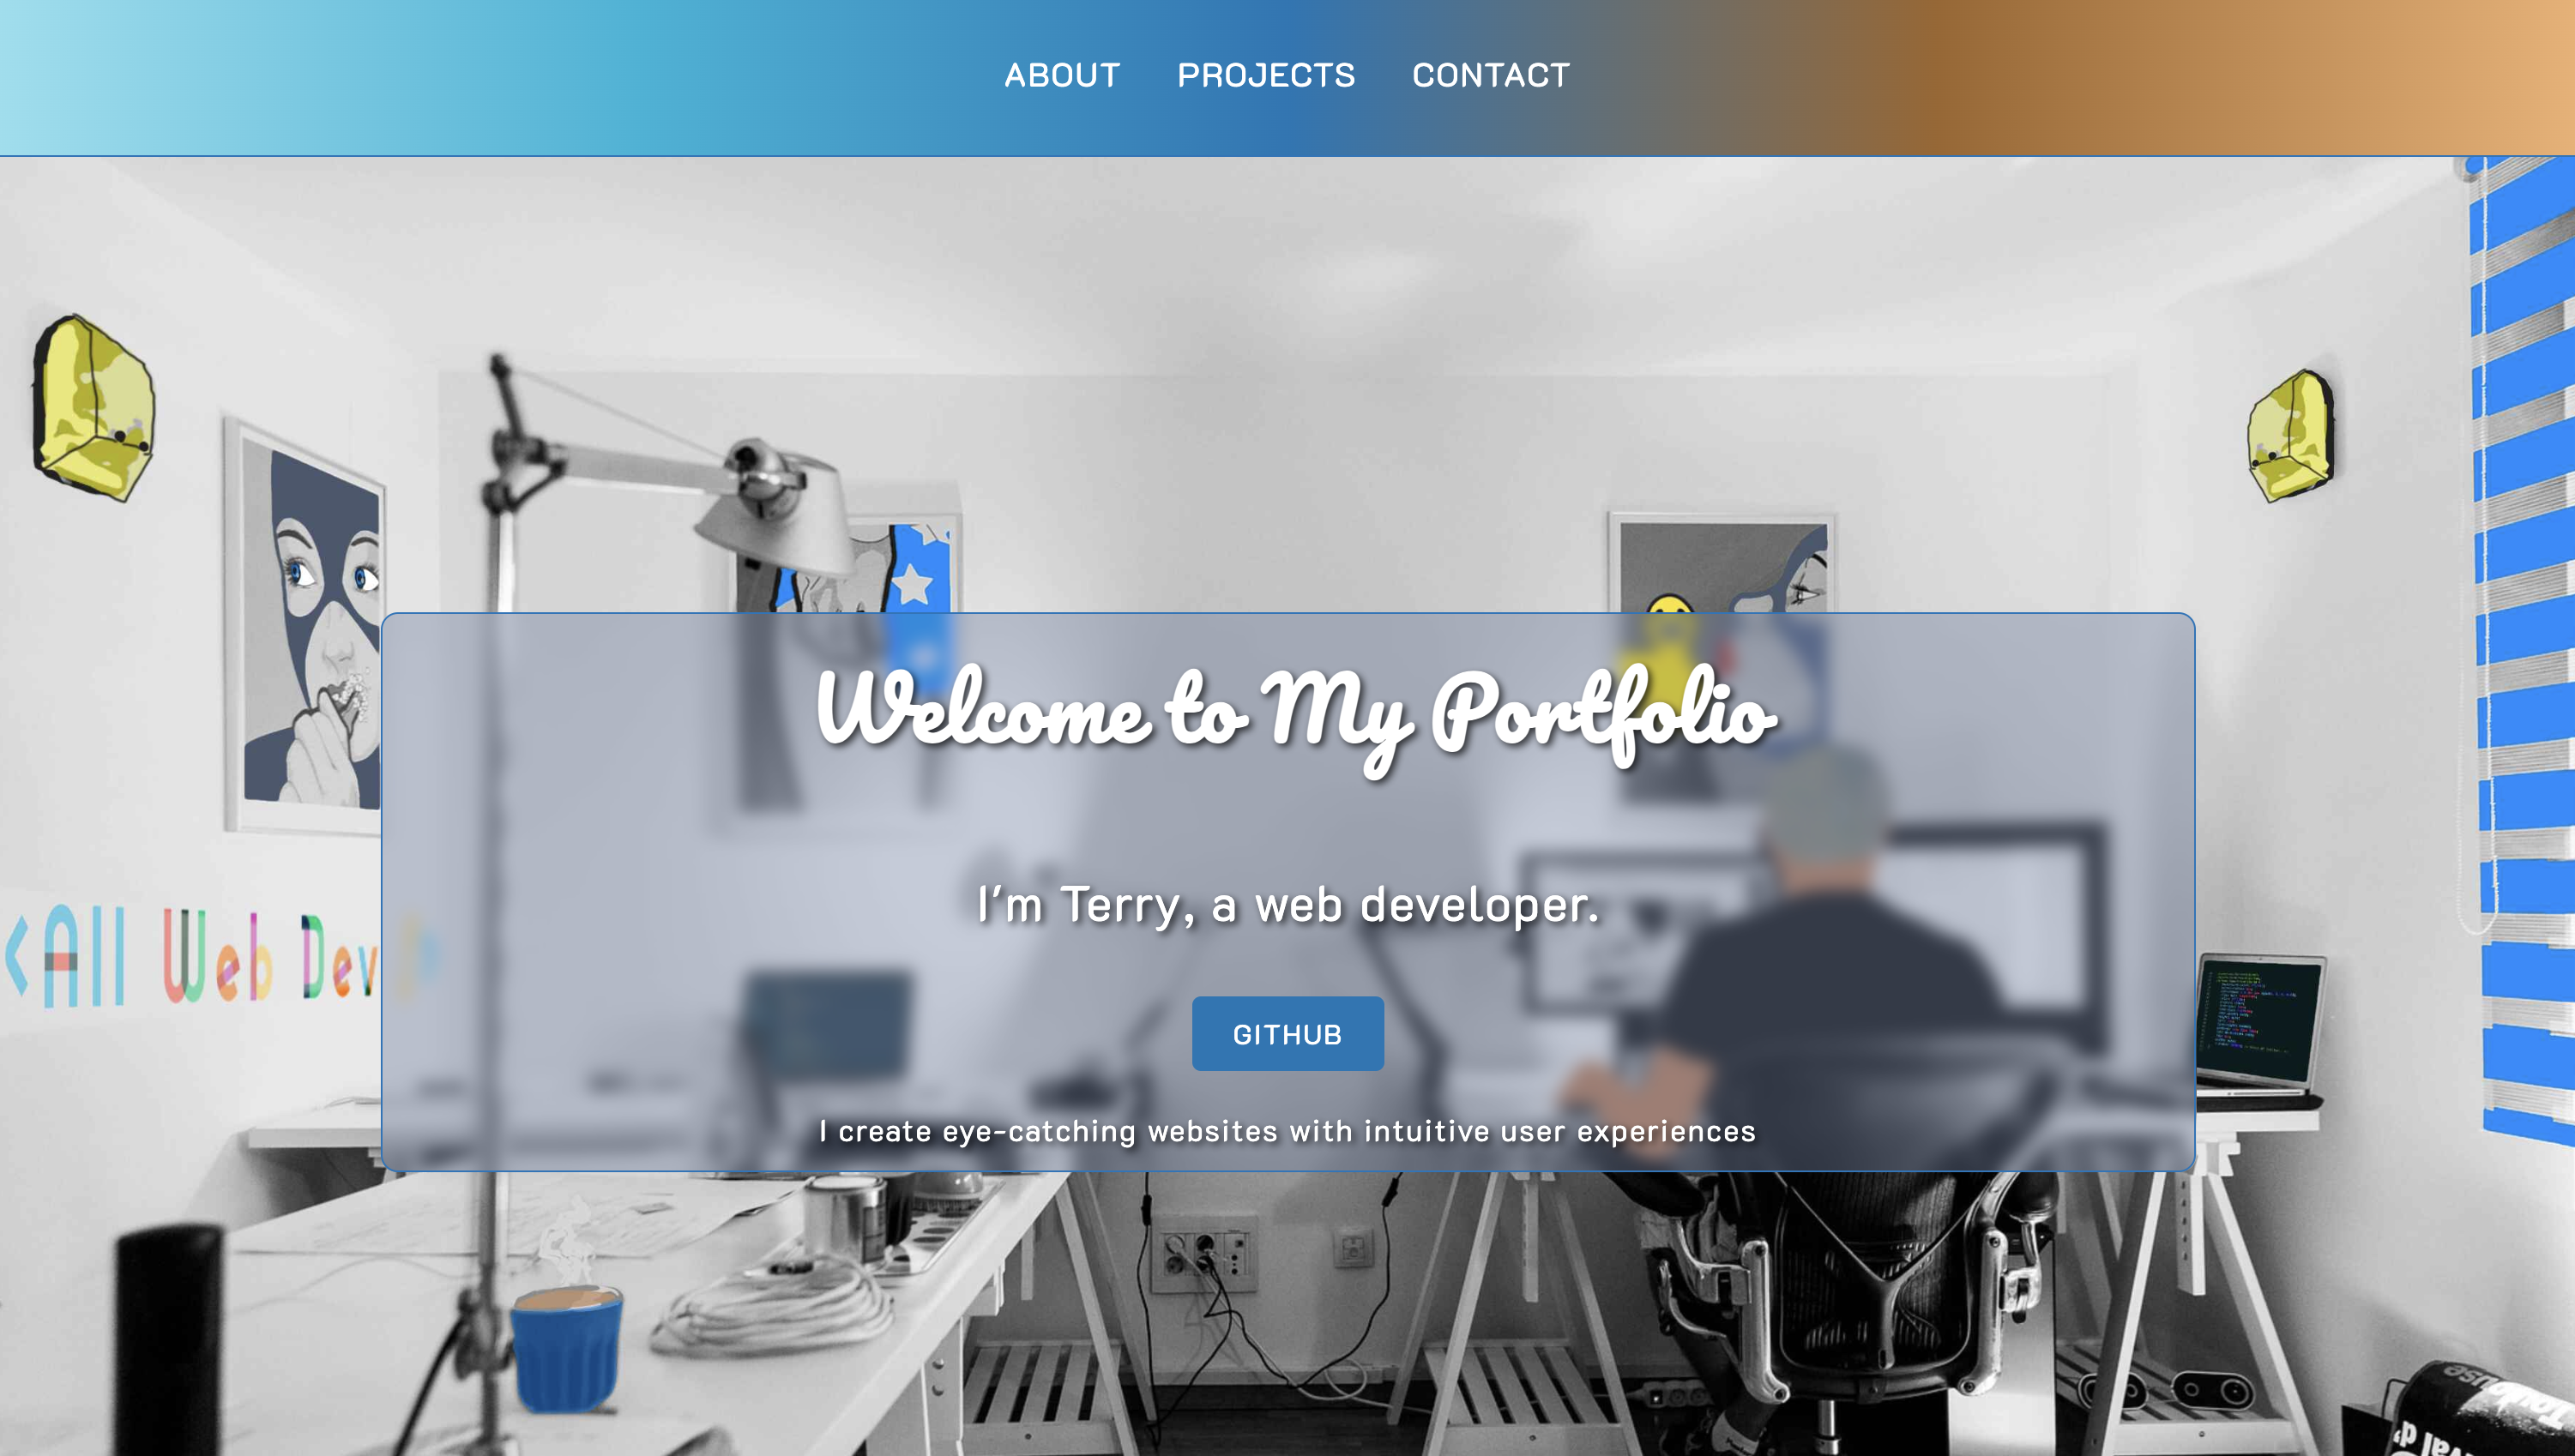 ABOUT PROJECTS CONTACT
Welcome to My Portfolio
I'm Terry, a web developer.
<All Web Dev
GITHUB
I create eye-catching websites with intuitive user experiences